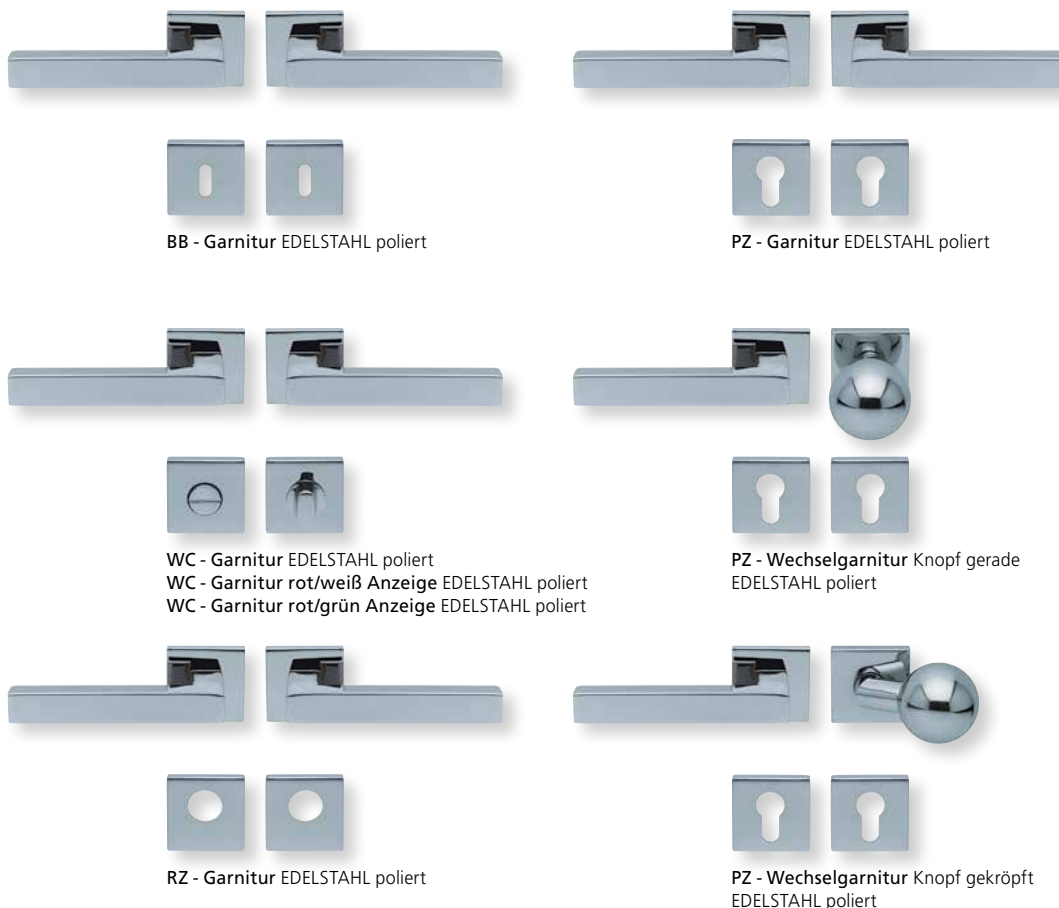 BB - Garnitur EDELSTAHL poliert
PZ - Garnitur EDELSTAHL poliert
WC - Garnitur EDELSTAHL poliert
WC - Garnitur rot/weiß Anzeige EDELSTAHL poliert
WC - Garnitur rot/grün Anzeige EDELSTAHL poliert
PZ - Wechselgarnitur Knopf gerade
EDELSTAHL poliert
RZ - Garnitur EDELSTAHL poliert
PZ - Wechselgarnitur Knopf gekröpft
EDELSTAHL poliert